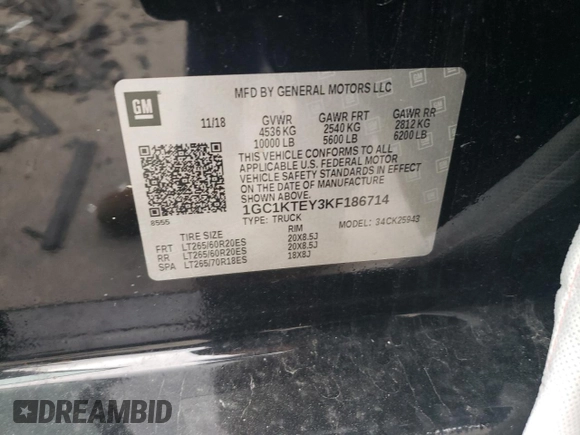 GM
MFD BY GENERAL MOTORS LLC
11/18 GVWR GAWR FRT GAWR RR
4536 KG 2540 KG 2812 KG
10000 LB 5600 LB 6200 LB
THIS VEHICLE CONFORMS TO ALL
APPLICABLE U.S. FEDERAL MOTOR
VEHICLE SAFETY STANDARDS IN EFFECT
ON THE DATE OF MANUFACTURE
SHOWN ABOVE.
1GC1KTEY3KF186714
8555 TYPE: TRUCK MODEL: 34CK25943
TIRE SIZE RIM
FRT LT265/60R20ES 20X8.5J
RR LT265/60R20ES 20X8.5J
SPA LT265/70R18ES 18X8J
DREAMBID